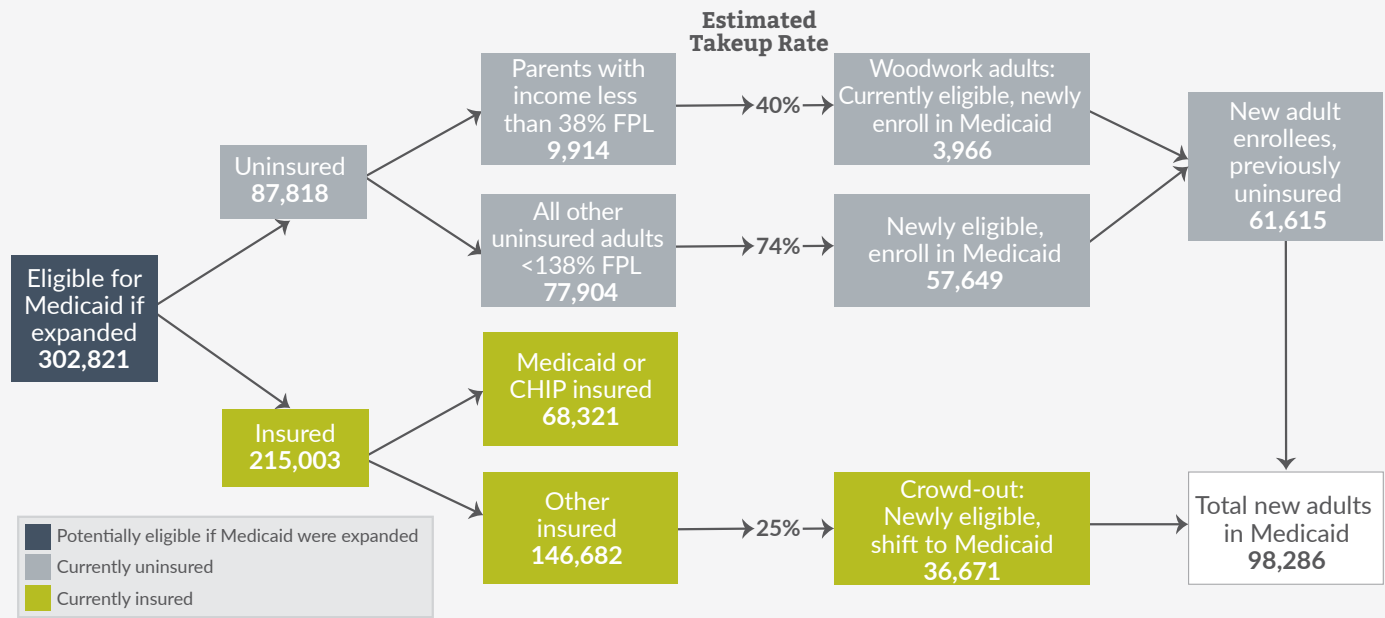 Estimated
Takeup Rate
Eligible for
Medicaid if
expanded
302,821
Uninsured
87,818
Insured
215,003
Parents with
income less
than 38% FPL
9,914
40%
Woodwork adults:
Currently eligible, newly
enroll in Medicaid
3,966
All other
uninsured adults
<138% FPL
77,904
74%
Newly eligible,
enroll in Medicaid
57,649
New adult
enrollees,
previously
uninsured
61,615
Medicaid or
CHIP insured
68,321
Other
insured
146,682
25%
Crowd-out:
Newly eligible,
shift to Medicaid
36,671
Total new adults
in Medicaid
98,286
Potentially eligible if Medicaid were expanded
Currently uninsured
Currently insured